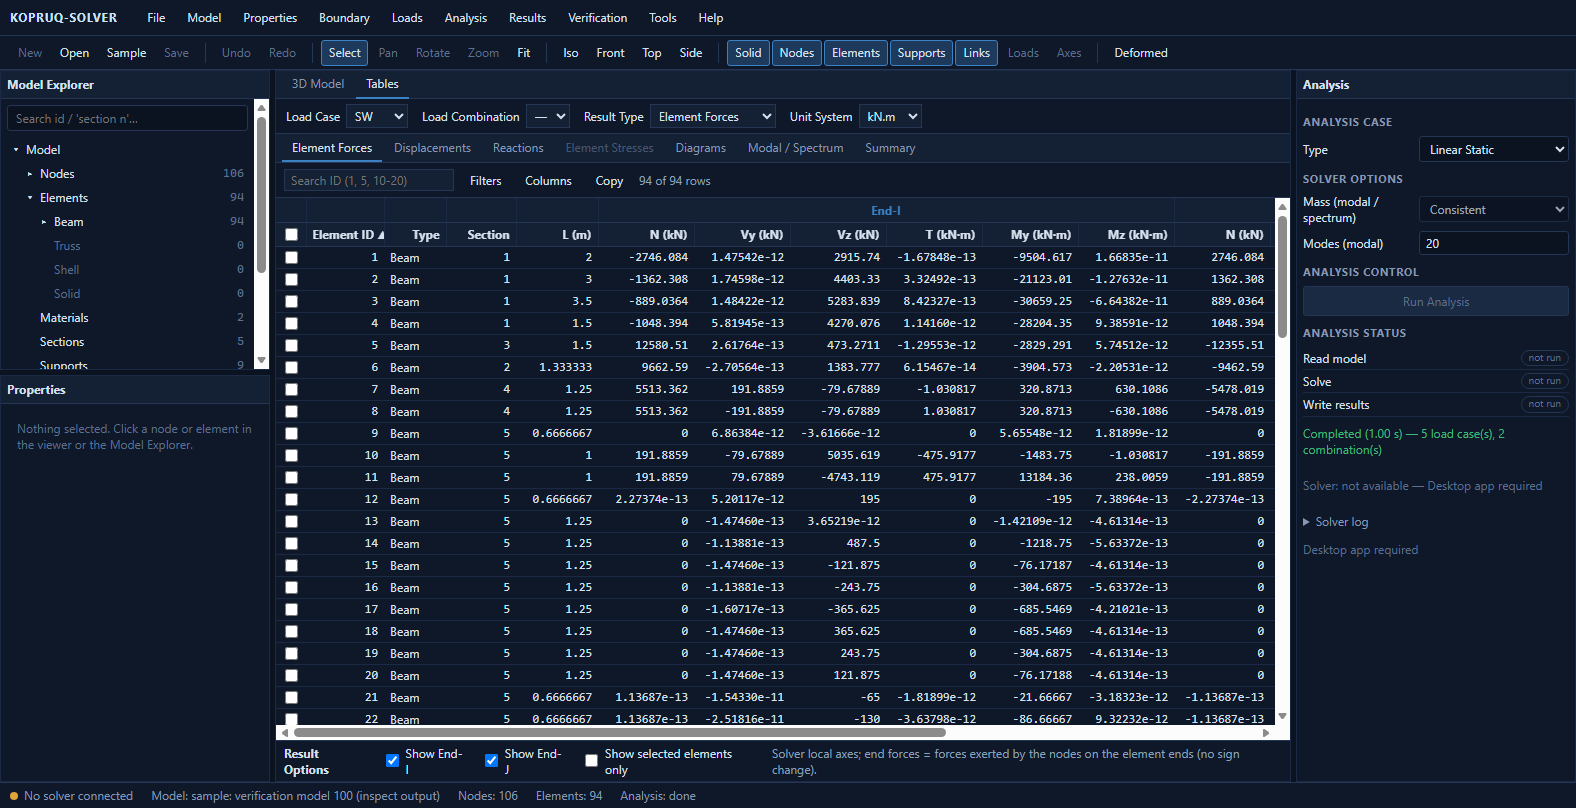 KOPRUQ-SOLVER File Model Properties Boundary Loads Analysis Results Verification Tools Help
New Open Sample Save Undo Redo Select Pan Rotate Zoom Fit Iso Front Top Side Solid Nodes Elements Supports Links Loads Axes Deformed
Model Explorer
Search id / 'section n'...
Model
Nodes 106
Elements 94
Beam 94
Truss 0
Shell 0
Solid 0
Materials 2
Sections 5
Supports 9
Properties
Nothing selected. Click a node or element in
the viewer or the Model Explorer.
3D Model Tables
Load Case SW Load Combination — Result Type Element Forces Unit System kN.m
Element Forces Displacements Reactions Element Stresses Diagrams Modal / Spectrum Summary
Search ID (1, 5, 10-20) Filters Columns Copy 94 of 94 rows
End-I
Element ID ▲ Type Section L (m) N (kN) Vy (kN) Vz (kN) T (kN·m) My (kN·m) Mz (kN·m) N (kN)
1 Beam 1 2 -2746.084 1.47542e-12 2915.74 -1.67848e-13 -9504.617 1.66835e-11 2746.084
2 Beam 1 3 -1362.308 1.74598e-12 4403.33 3.32492e-13 -21123.01 -1.27632e-11 1362.308
3 Beam 1 3.5 -889.0364 1.48422e-12 5283.839 8.42327e-13 -30659.25 -6.64382e-11 889.0364
4 Beam 1 1.5 -1048.394 5.81945e-13 4270.076 1.14160e-12 -28204.35 9.38591e-12 1048.394
5 Beam 3 1.5 12580.51 2.61764e-13 473.2711 -1.29553e-12 -2829.291 5.74512e-12 -12355.51
6 Beam 2 1.333333 9662.59 -2.70564e-13 1383.777 6.15467e-14 -3904.573 -2.20531e-12 -9462.59
7 Beam 4 1.25 5513.362 191.8859 -79.67889 -1.030817 320.8713 630.1086 -5478.019
8 Beam 4 1.25 5513.362 -191.8859 -79.67889 1.030817 320.8713 -630.1086 -5478.019
9 Beam 5 0.6666667 0 6.86384e-12 -3.61666e-12 0 5.65548e-12 1.81899e-12 0
10 Beam 5 1 191.8859 -79.67889 5035.619 -475.9177 -1483.75 -1.030817 -191.8859
11 Beam 5 1 191.8859 79.67889 -4743.119 475.9177 13184.36 238.0059 -191.8859
12 Beam 5 0.6666667 2.27374e-13 5.20117e-12 195 0 -195 7.38964e-13 -2.27374e-13
13 Beam 5 1.25 0 -1.47460e-13 3.65219e-12 0 -1.42109e-12 -4.61314e-13 0
14 Beam 5 1.25 0 -1.13881e-13 487.5 0 -1218.75 -5.63372e-13 0
15 Beam 5 1.25 0 -1.47460e-13 -121.875 0 -76.17187 -4.61314e-13 0
16 Beam 5 1.25 0 -1.13881e-13 -243.75 0 -304.6875 -5.63372e-13 0
17 Beam 5 1.25 0 -1.60717e-13 -365.625 0 -685.5469 -4.21021e-13 0
18 Beam 5 1.25 0 -1.47460e-13 365.625 0 -685.5469 -4.61314e-13 0
19 Beam 5 1.25 0 -1.47460e-13 243.75 0 -304.6875 -4.61314e-13 0
20 Beam 5 1.25 0 -1.47460e-13 121.875 0 -76.17188 -4.61314e-13 0
21 Beam 5 0.6666667 1.13687e-13 -1.54330e-11 -65 -1.81899e-12 -21.66667 -3.18323e-12 -1.13687e-13
22 Beam 5 0.6666667 1.13687e-13 -2.51816e-11 -130 -3.63798e-12 -86.66667 9.32232e-12 -1.13687e-13
Result
Options
Show End-
I
Show End-
J
Show selected elements
only
Solver local axes; end forces = forces exerted by the nodes on the element ends (no sign
change).
Analysis
ANALYSIS CASE
Type Linear Static
SOLVER OPTIONS
Mass (modal /
spectrum) Consistent
Modes (modal) 20
ANALYSIS CONTROL
Run Analysis
ANALYSIS STATUS
Read model not run
Solve not run
Write results not run
Completed (1.00 s) — 5 load case(s), 2
combination(s)
Solver: not available — Desktop app required
Solver log
Desktop app required
No solver connected Model: sample: verification model 100 (inspect output) Nodes: 106 Elements: 94 Analysis: done